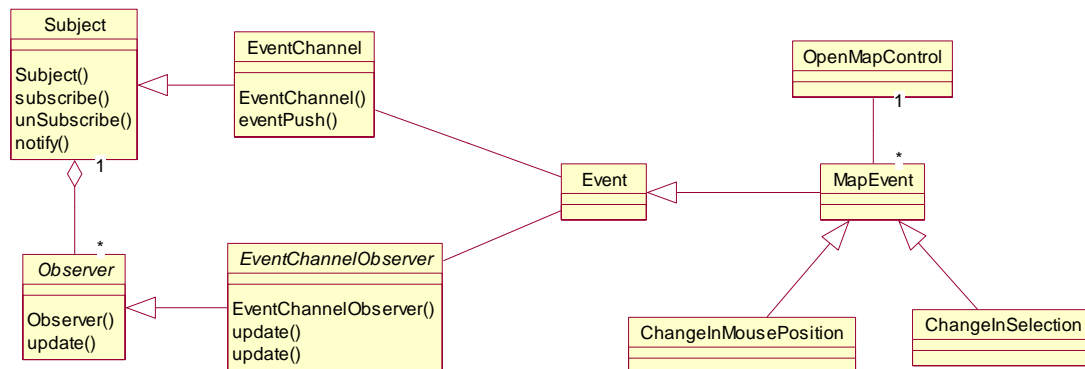 Subject
Subject()
subscribe()
unSubscribe()
notify()
1
*
Observer
Observer()
update()
EventChannel
EventChannel()
eventPush()
EventChannelObserver
EventChannelObserver()
update()
update()
Event
OpenMapControl
1
*
MapEvent
ChangeInMousePosition
ChangeInSelection